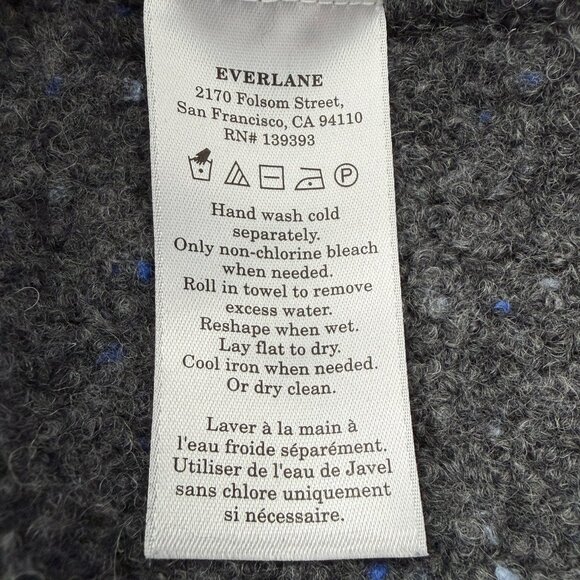 EVERLANE
2170 Folsom Street,
San Francisco, CA 94110
RN# 139393
P
Hand wash cold
separately.
Only non-chlorine bleach
when needed.
Roll in towel to remove
excess water.
Reshape when wet.
Lay flat to dry.
Cool iron when needed.
Or dry clean.
Laver à la main à
l'eau froide séparément.
Utiliser de l'eau de Javel
sans chlore uniquement
si nécessaire.